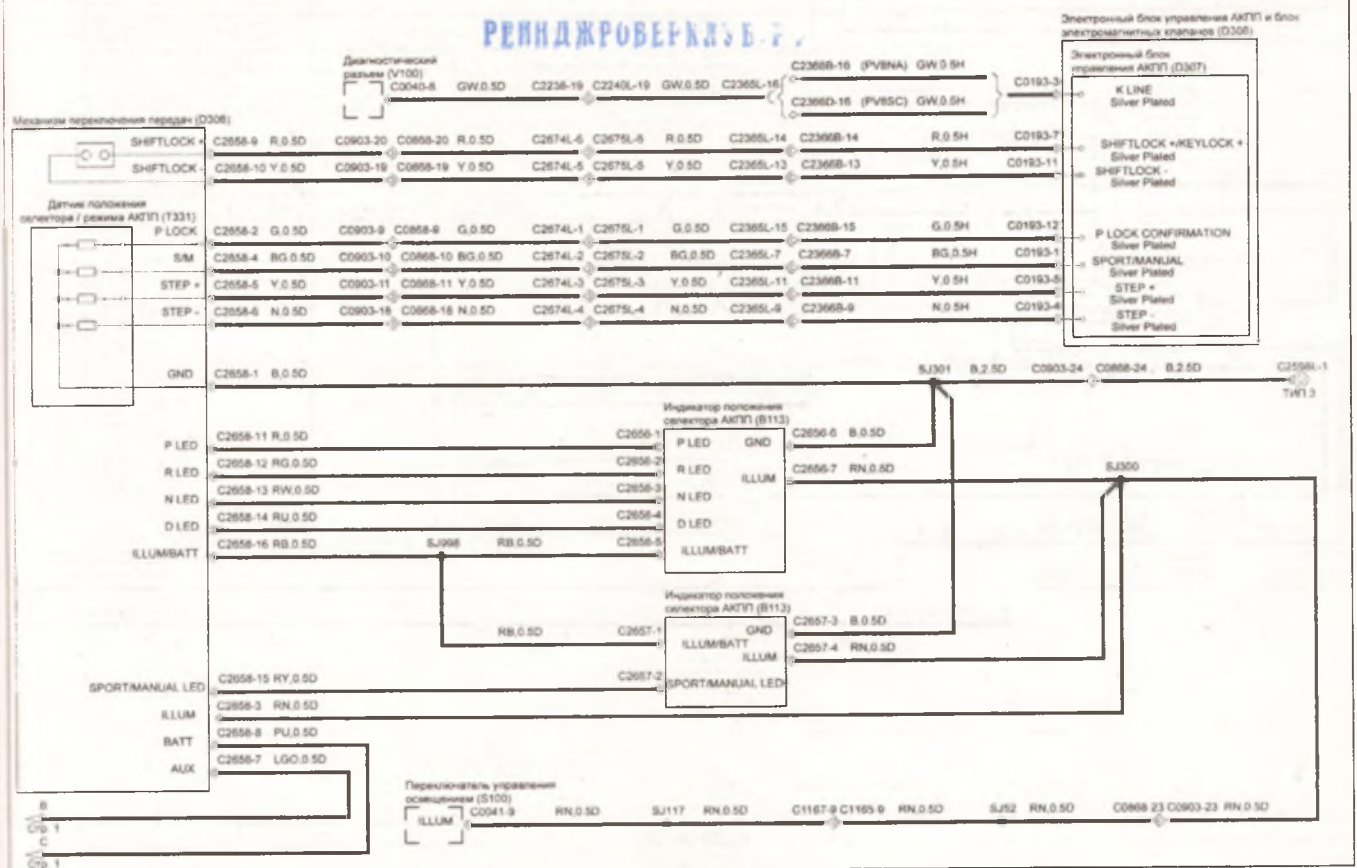 Электронный блок управления АКПП и блок
электромагнитных клапанов (D308)
Диагностический
разъем (V100)
C0040-8 GW,0.5D C2238-19 C2240L-19 GW,0.5D C2365L-16
C2366B-16 (PV8NA) GW,0.5H
C2366D-16 (PV8SC) GW,0.5H
C0193-3
Электронный блок
управления АКПП (D307)
K LINE
Silver Plated
Механизм переключения передач (D306)
SHIFTLOCK + C2658-9 R,0.5D C0903-20 C0868-20 R,0.5D C2674L-6 C2675L-6 R,0.5D C2365L-14 C2366B-14 R,0.5H C0193-7
SHIFTLOCK +/KEYLOCK +
Silver Plated
SHIFTLOCK - C2658-10 Y,0.5D C0903-19 C0868-19 Y,0.5D C2674L-5 C2675L-5 Y,0.5D C2365L-13 C2366B-13 Y,0.5H C0193-11
SHIFTLOCK -
Silver Plated
Датчик положения
селектора / режима АКПП (T331)
P LOCK C2658-2 G,0.5D C0903-9 C0868-9 G,0.5D C2674L-1 C2675L-1 G,0.5D C2365L-15 C2366B-15 G,0.5H C0193-12
P LOCK CONFIRMATION
Silver Plated
S/M C2658-4 BG,0.5D C0903-10 C0868-10 BG,0.5D C2674L-2 C2675L-2 BG,0.5D C2365L-7 C2366B-7 BG,0.5H C0193-1
SPORT/MANUAL
Silver Plated
STEP + C2658-5 Y,0.5D C0903-11 C0868-11 Y,0.5D C2674L-3 C2675L-3 Y,0.5D C2365L-11 C2366B-11 Y,0.5H C0193-5
STEP +
Silver Plated
STEP - C2658-6 N,0.5D C0903-18 C0868-18 N,0.5D C2674L-4 C2675L-4 N,0.5D C2365L-9 C2366B-9 N,0.5H C0193-4
STEP -
Silver Plated
GND C2658-1 B,0.5D SJ301 B,2.5D C0903-24 C0868-24 B,2.5D
ТИП 3
Индикатор положения
селектора АКПП (B113)
P LED C2658-11 R,0.5D C2656-1 P LED GND C2656-6 B,0.5D
R LED C2658-12 RG,0.5D C2656-2 R LED
ILLUM C2656-7 RN,0.5D SJ300
N LED C2658-13 RW,0.5D C2656-3 N LED
D LED C2658-14 RU,0.5D C2656-4 D LED
ILLUM/BATT C2658-16 RB,0.5D SJ998 RB,0.5D C2656-5 ILLUM/BATT
Индикатор положения
селектора АКПП (B113)
GND C2657-3 B,0.5D
RB,0.5D C2657-1 ILLUM/BATT
ILLUM C2657-4 RN,0.5D
SPORT/MANUAL LED C2658-15 RY,0.5D C2657-2 SPORT/MANUAL LED
ILLUM C2658-3 RN,0.5D
BATT C2658-8 PU,0.5D
AUX C2658-7 LGO,0.5D
Переключатель управления
освещением (S100)
ILLUM C0041-9 RN,0.5D SJ117 RN,0.5D C1167-9 C1165-9 RN,0.5D SJ52 RN,0.5D C0868-23 C0903-23 RN,0.5D
B
Стр. 1
C
Стр. 1